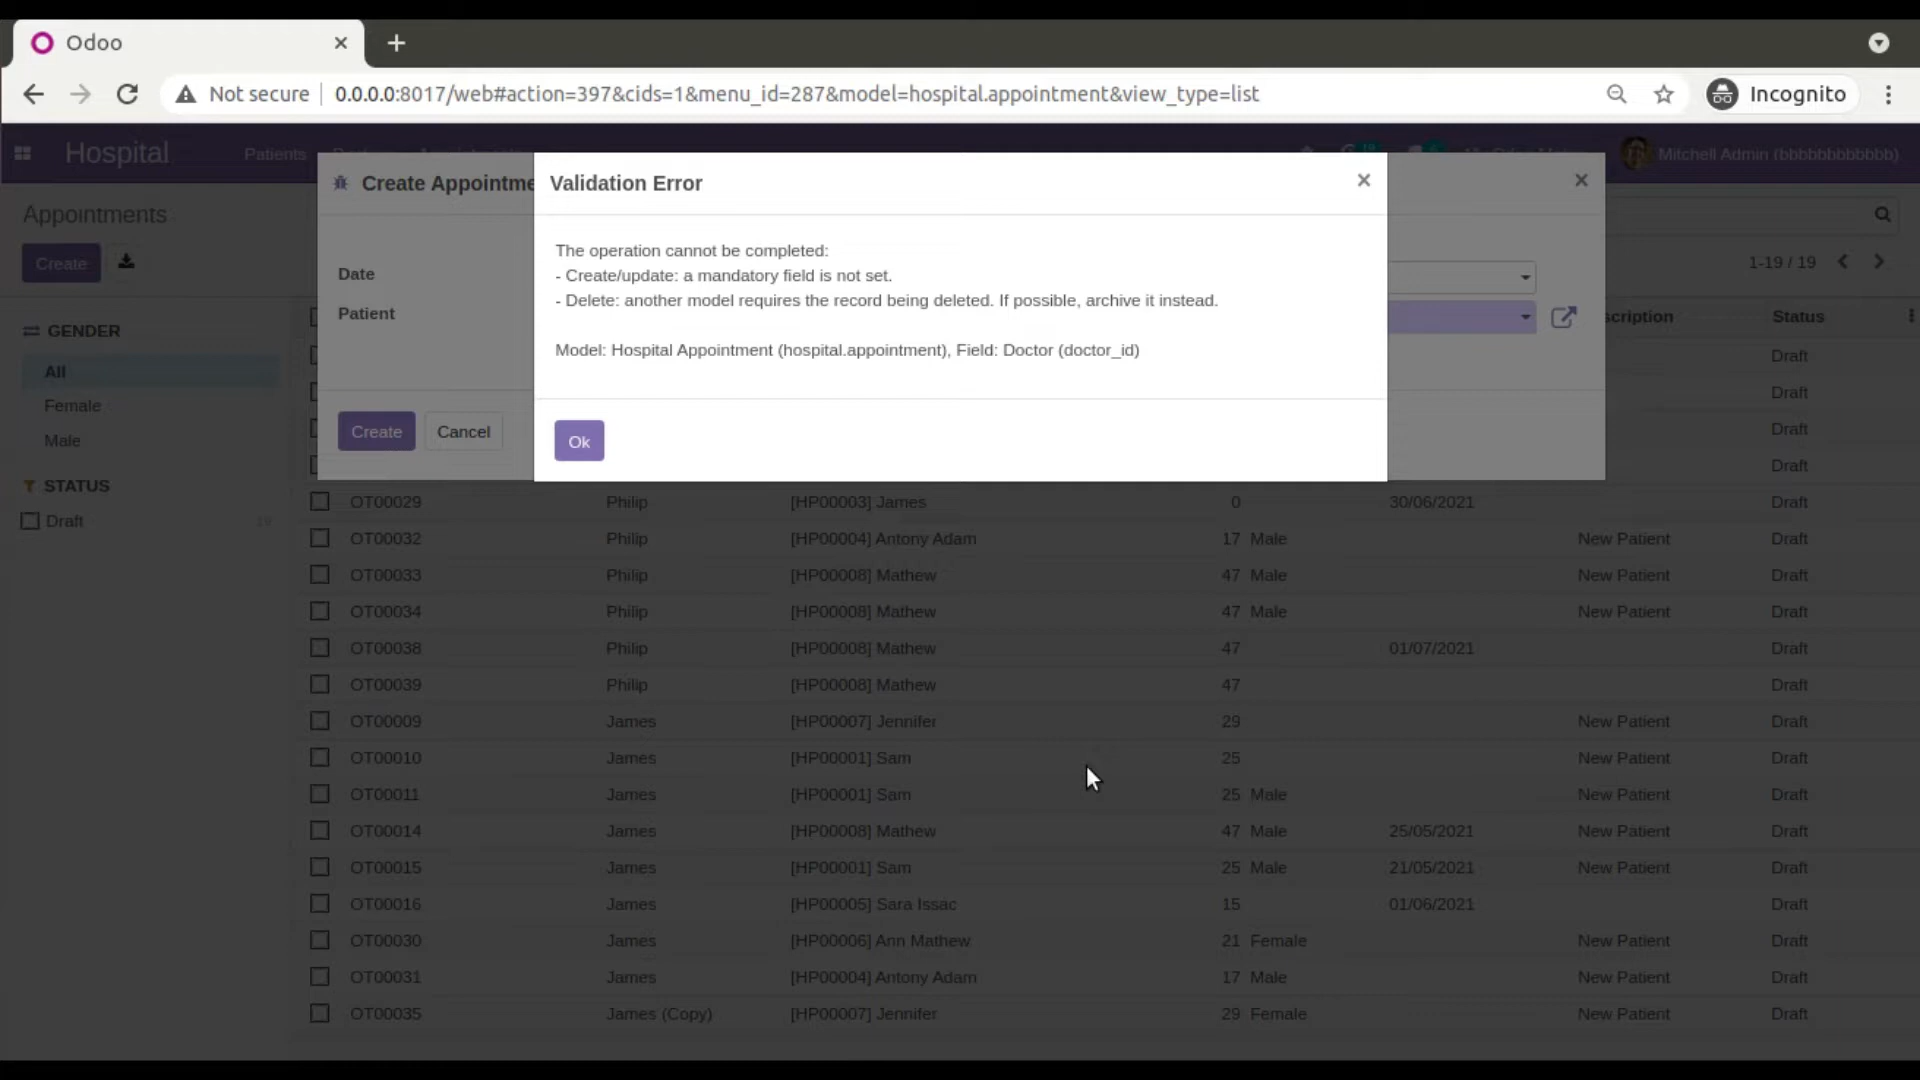 Odoo
Not secure
0.0.0.0:8017/web#action=397&cids=1&menu_id=287&model=hospital.appointment&view_type=list
Incognito
Hospital
Patients
Mitchell Admin (bbbbbbbbbbbb)
Create Appointme
Validation Error
Appointments
Create
The operation cannot be completed:
- Create/update: a mandatory field is not set.
- Delete: another model requires the record being deleted. If possible, archive it instead.
Model: Hospital Appointment (hospital.appointment), Field: Doctor (doctor_id)
Ok
Date
Patient
Create Cancel
1-19 / 19
GENDER
All
Female
Male
STATUS
Draft 19
scription Status
Draft
Draft
Draft
Draft
OT00029 Philip [HP00003] James 0 30/06/2021 Draft
OT00032 Philip [HP00004] Antony Adam 17 Male New Patient Draft
OT00033 Philip [HP00008] Mathew 47 Male New Patient Draft
OT00034 Philip [HP00008] Mathew 47 Male New Patient Draft
OT00038 Philip [HP00008] Mathew 47 01/07/2021 Draft
OT00039 Philip [HP00008] Mathew 47 Draft
OT00009 James [HP00007] Jennifer 29 New Patient Draft
OT00010 James [HP00001] Sam 25 New Patient Draft
OT00011 James [HP00001] Sam 25 Male New Patient Draft
OT00014 James [HP00008] Mathew 47 Male 25/05/2021 New Patient Draft
OT00015 James [HP00001] Sam 25 Male 21/05/2021 New Patient Draft
OT00016 James [HP00005] Sara Issac 15 01/06/2021 Draft
OT00030 James [HP00006] Ann Mathew 21 Female New Patient Draft
OT00031 James [HP00004] Antony Adam 17 Male New Patient Draft
OT00035 James (Copy) [HP00007] Jennifer 29 Female New Patient Draft